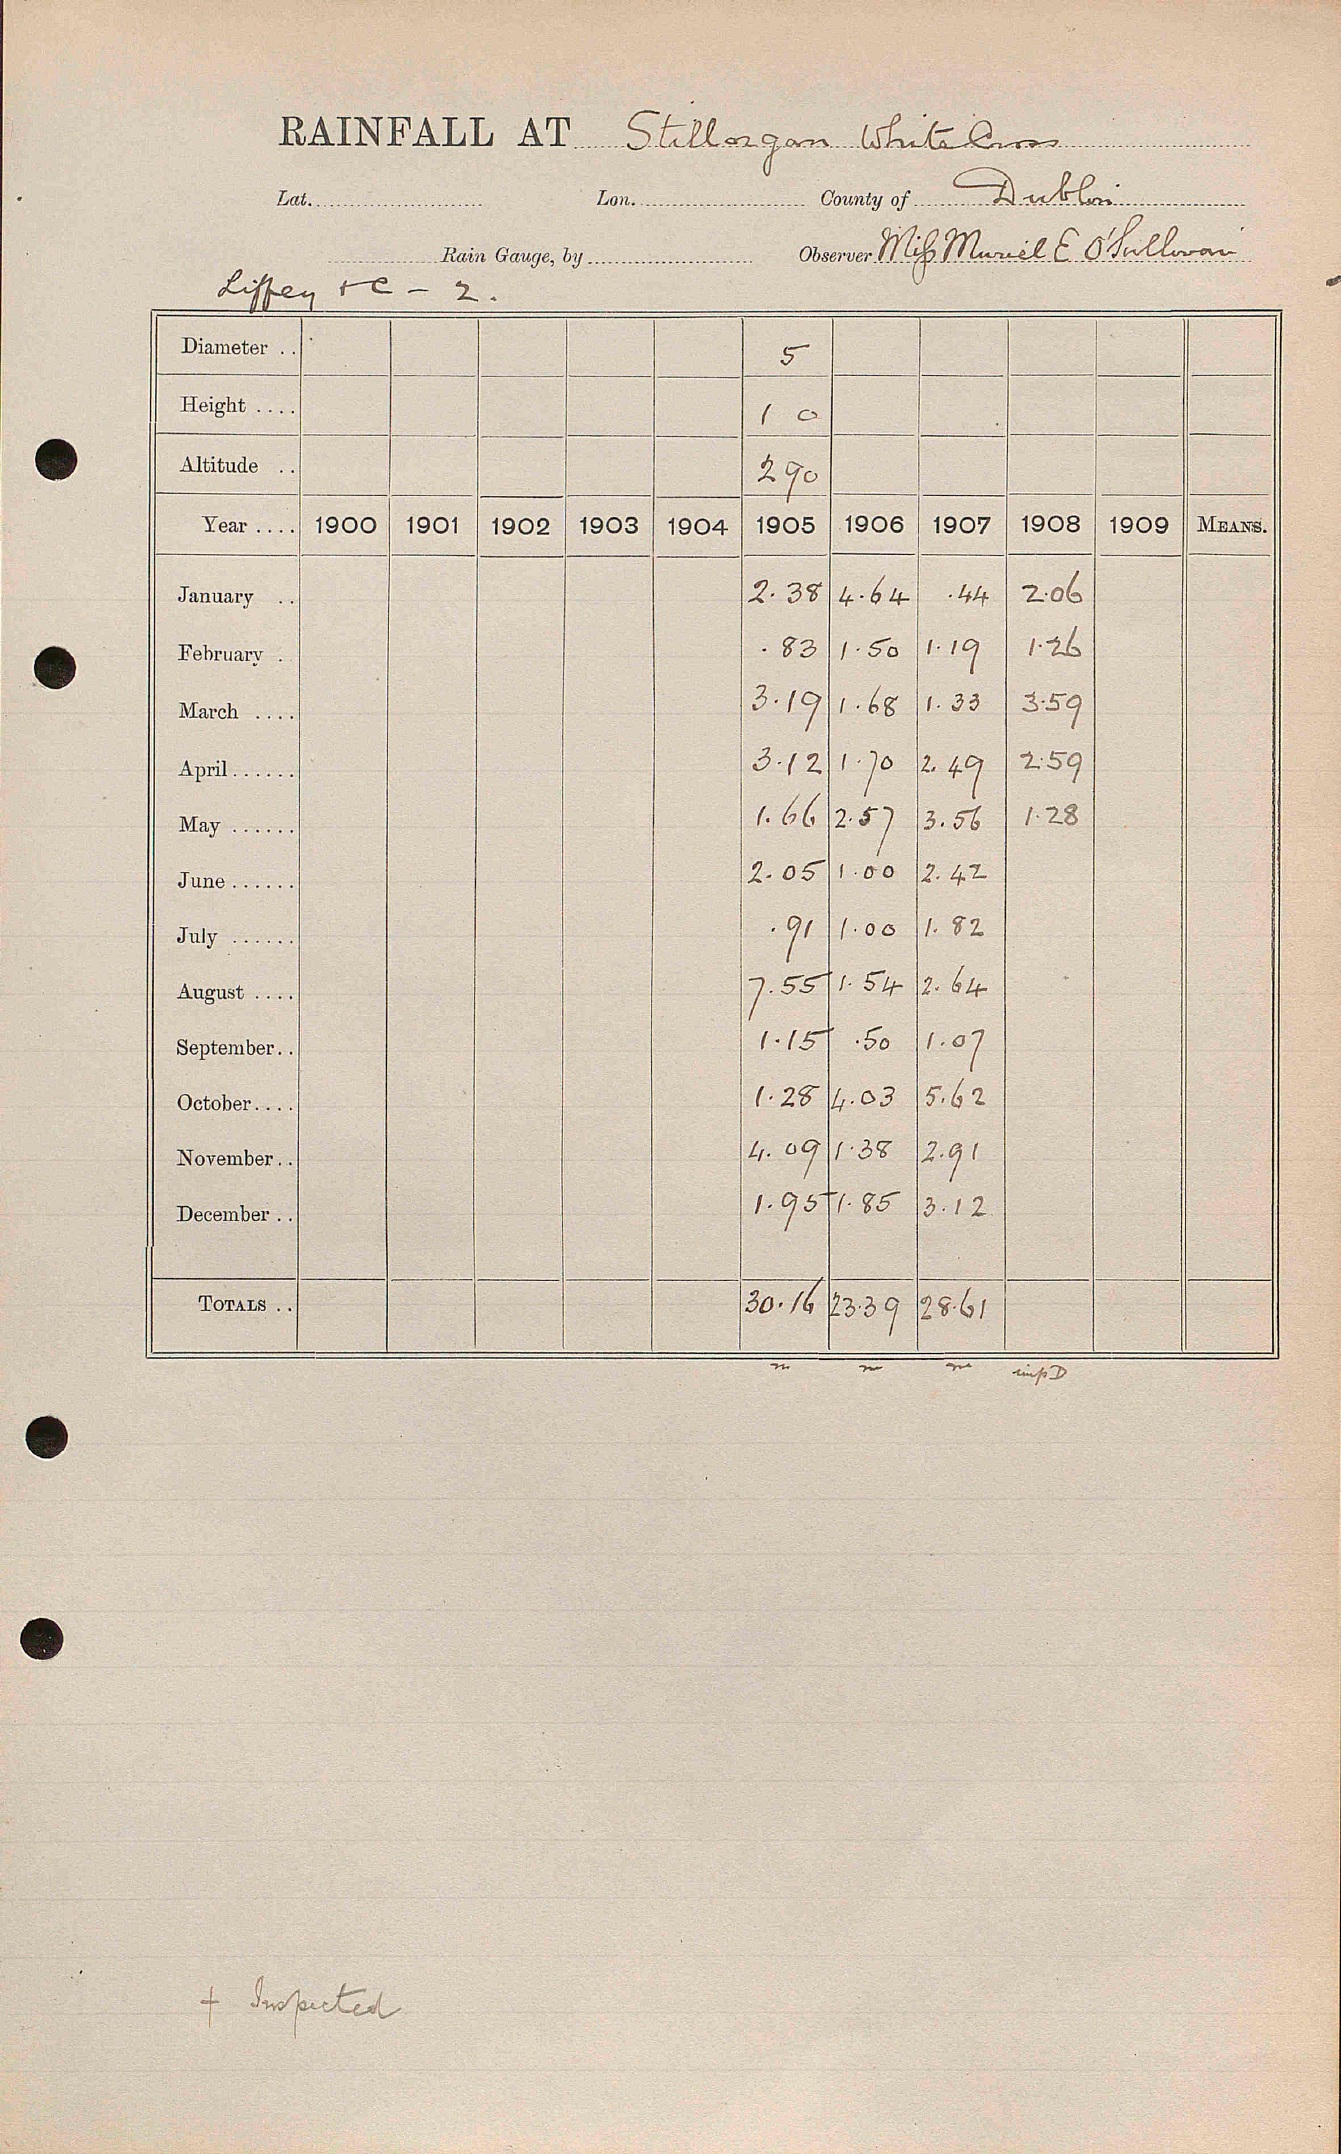 RAINFALL AT Stillorgan White Cross
Lat. Lon. County of Dublin
Rain Gauge, by Observer Miss Muriel E O'Sullivan
Liffey &c - 2.
Diameter .. 5
Height .... 1 0
Altitude .. 290
Year .... 1900 1901 1902 1903 1904 1905 1906 1907 1908 1909 MEANS.
January .. 2.38 4.64 .44 2.06
February . .83 1.50 1.19 1.26
March .... 3.19 1.68 1.33 3.59
April...... 3.12 1.70 2.49 2.59
May ...... 1.66 2.57 3.56 1.28
June...... 2.05 1.00 2.42
July ...... .91 1.00 1.82
August .... 7.55 1.54 2.64
September.. 1.15 .50 1.07
October.... 1.28 4.03 5.62
November.. 4.09 1.38 2.91
December .. 1.95 1.85 3.12
TOTALS .. 30.16 23.39 28.61
m m m impD
+ Inspected